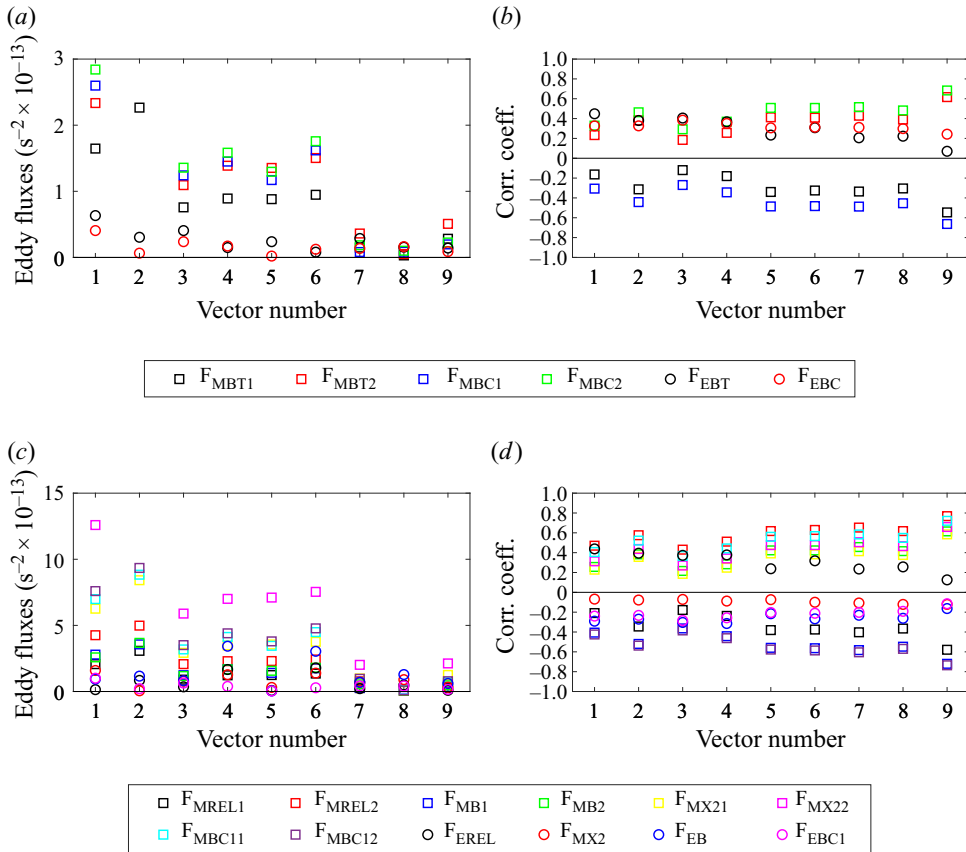 (a)
Eddy fluxes (s⁻² × 10⁻¹³)
3
2
1
0
1 2 3 4 5 6 7 8 9
Vector number
(b)
Corr. coeff.
1.0
0.8
0.6
0.4
0.2
0
−0.2
−0.4
−0.6
−0.8
−1.0
1 2 3 4 5 6 7 8 9
Vector number
F_MBT1 F_MBT2 F_MBC1 F_MBC2 F_EBT F_EBC
(c)
Eddy fluxes (s⁻² × 10⁻¹³)
15
10
5
0
1 2 3 4 5 6 7 8 9
Vector number
(d)
Corr. coeff.
1.0
0.8
0.6
0.4
0.2
0
−0.2
−0.4
−0.6
−0.8
−1.0
1 2 3 4 5 6 7 8 9
Vector number
F_MREL1 F_MREL2 F_MB1 F_MB2 F_MX21 F_MX22
F_MBC11 F_MBC12 F_EREL F_MX2 F_EB F_EBC1